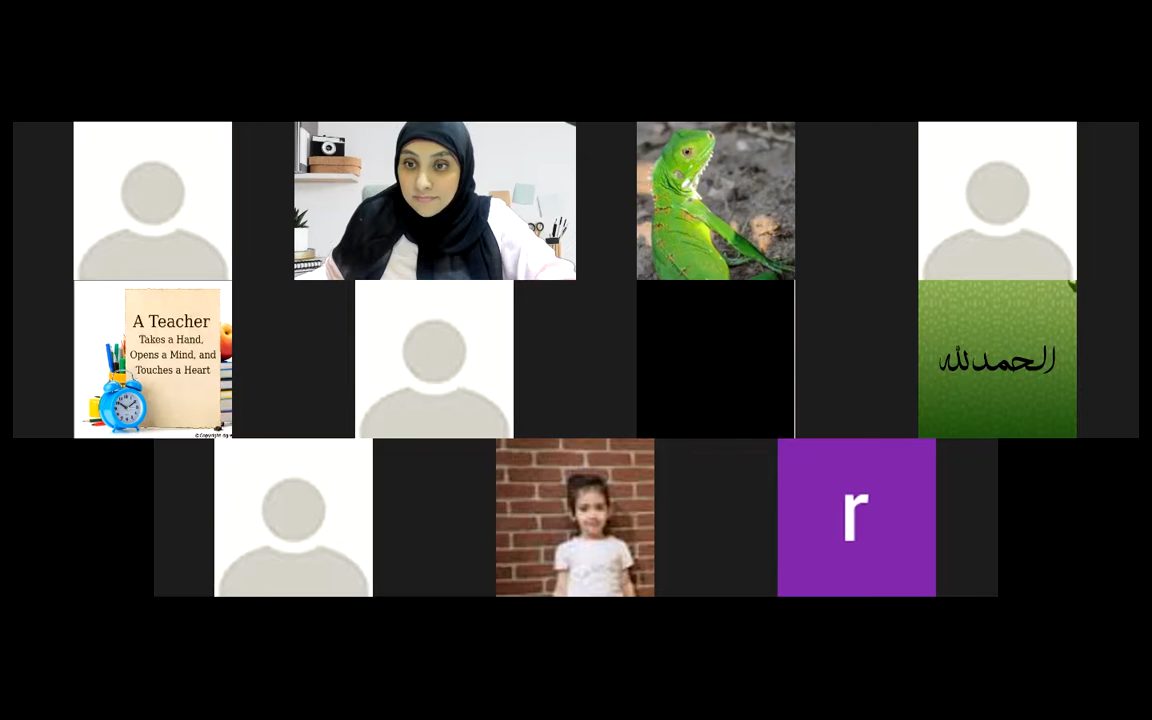 A Teacher
Takes a Hand,
Opens a Mind, and
Touches a Heart
الحمدلله
r